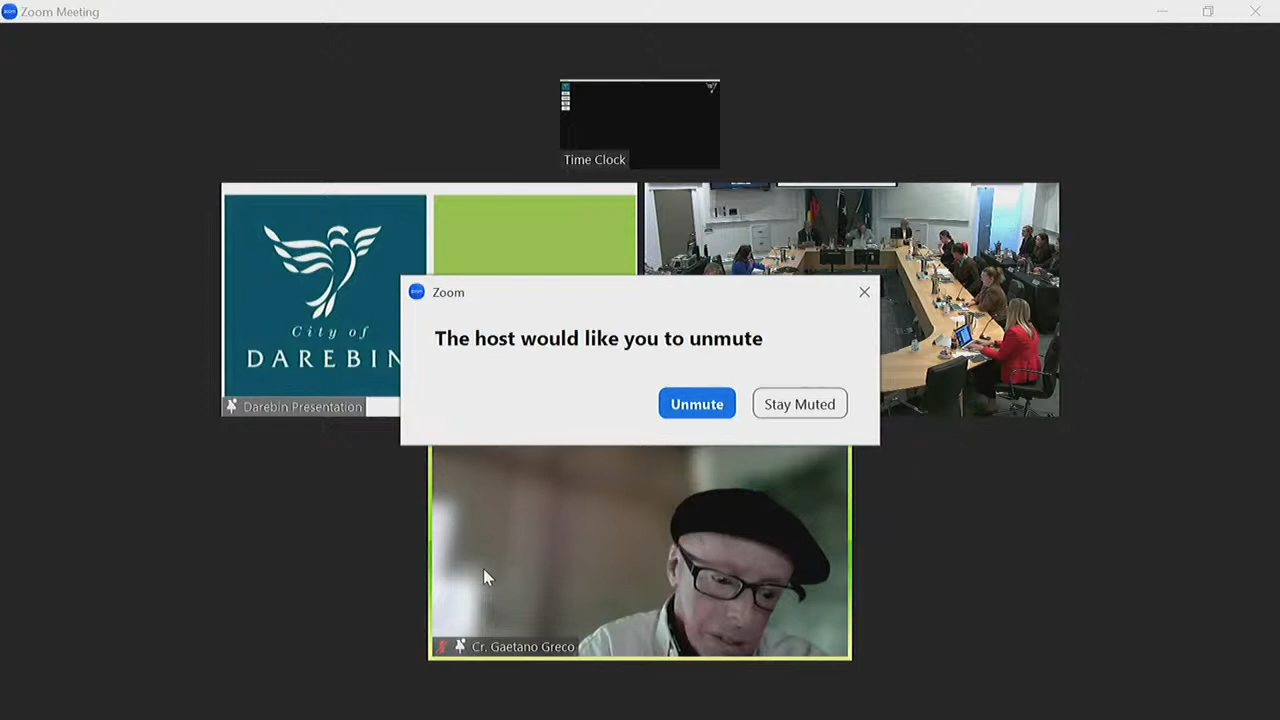 Zoom Meeting
Time Clock
City of
DAREBIN
Darebin Presentation
Zoom
The host would like you to unmute
Unmute
Stay Muted
Cr. Gaetano Greco